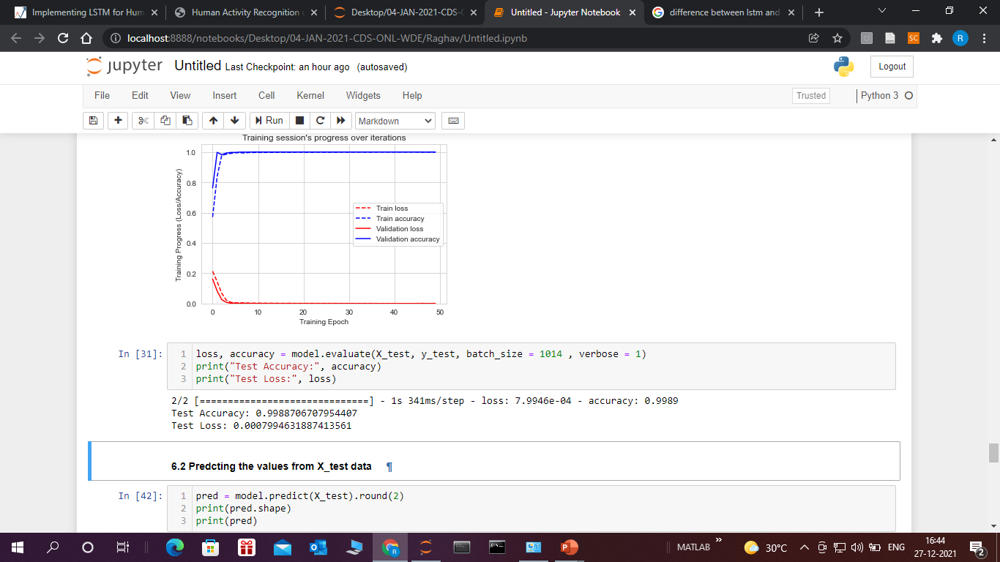 Implementing LSTM for Hum
Human Activity Recognition
Desktop/04-JAN-2021-CDS-
Untitled - Jupyter Notebook
difference between lstm and
localhost:8888/notebooks/Desktop/04-JAN-2021-CDS-ONL-WDE/Raghav/Untitled.ipynb
SC
R
jupyter Untitled Last Checkpoint: an hour ago (autosaved)
Logout
File Edit View Insert Cell Kernel Widgets Help
Trusted
Python 3
Run
Markdown
Training session's progress over iterations
1.0
0.8
0.6
0.4
0.2
0.0
Training Progress (Loss/Accuracy)
Train loss
Train accuracy
Validation loss
Validation accuracy
0 10 20 30 40 50
Training Epoch
In [31]:
1 loss, accuracy = model.evaluate(X_test, y_test, batch_size = 1014 , verbose = 1)
2 print("Test Accuracy:", accuracy)
3 print("Test Loss:", loss)
2/2 [==============================] - 1s 341ms/step - loss: 7.9946e-04 - accuracy: 0.9989
Test Accuracy: 0.9988706707954407
Test Loss: 0.0007994631887413561
6.2 Predcting the values from X_test data ¶
In [42]:
1 pred = model.predict(X_test).round(2)
2 print(pred.shape)
3 print(pred)
MATLAB
30°C
ENG
16:44
27-12-2021
2